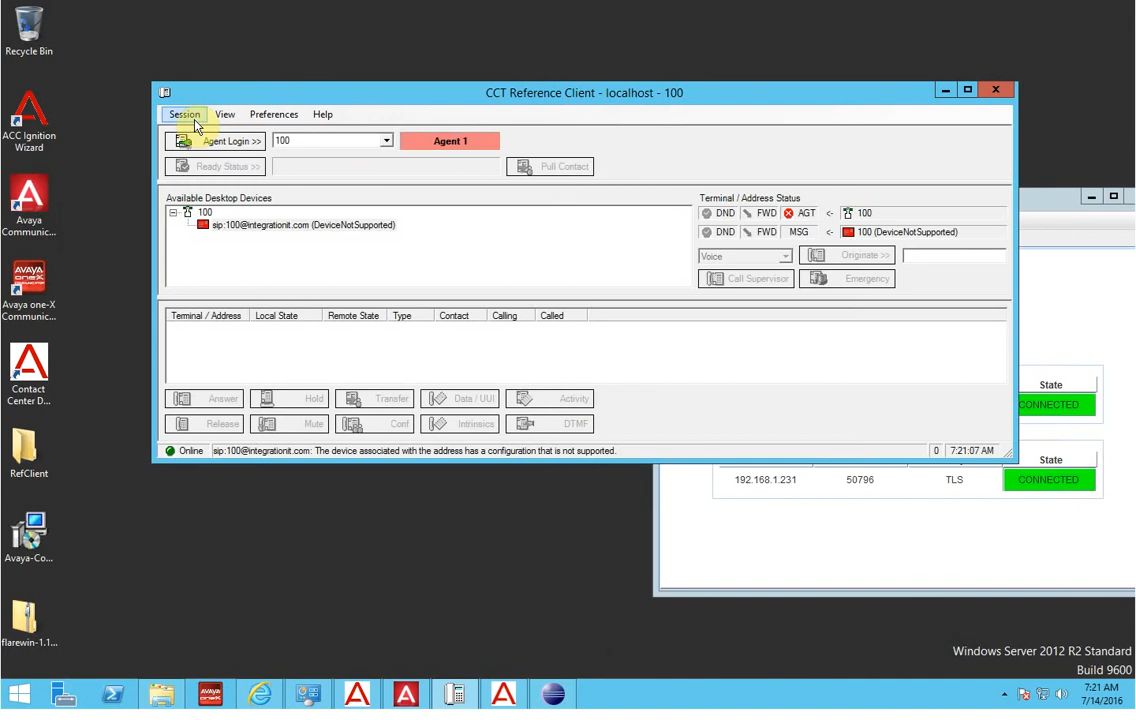 Recycle Bin
ACC Ignition
Wizard
Avaya
Communic...
AVAYA
one-X
Avaya one-X
Communic...
Contact
Center D...
RefClient
Avaya-Co...
flarewin-1.1...
CCT Reference Client - localhost - 100
Session View Preferences Help
Agent Login >> 100 Agent 1
Ready Status >> Pull Contact
Available Desktop Devices
100
sip:100@integrationit.com (DeviceNotSupported)
Terminal / Address Status
DND FWD AGT <- 100
DND FWD MSG <- 100 (DeviceNotSupported)
Voice Originate >>
Call Supervisor Emergency
Terminal / Address Local State Remote State Type Contact Calling Called
Answer Hold Transfer Data / UUI Activity
Release Mute Conf Intrinsics DTMF
Online sip:100@integrationit.com: The device associated with the address has a configuration that is not supported. 0 7:21:07 AM
State
CONNECTED
State
192.168.1.231 50796 TLS CONNECTED
Windows Server 2012 R2 Standard
Build 9600
AVAYA
one-X
7:21 AM
7/14/2016